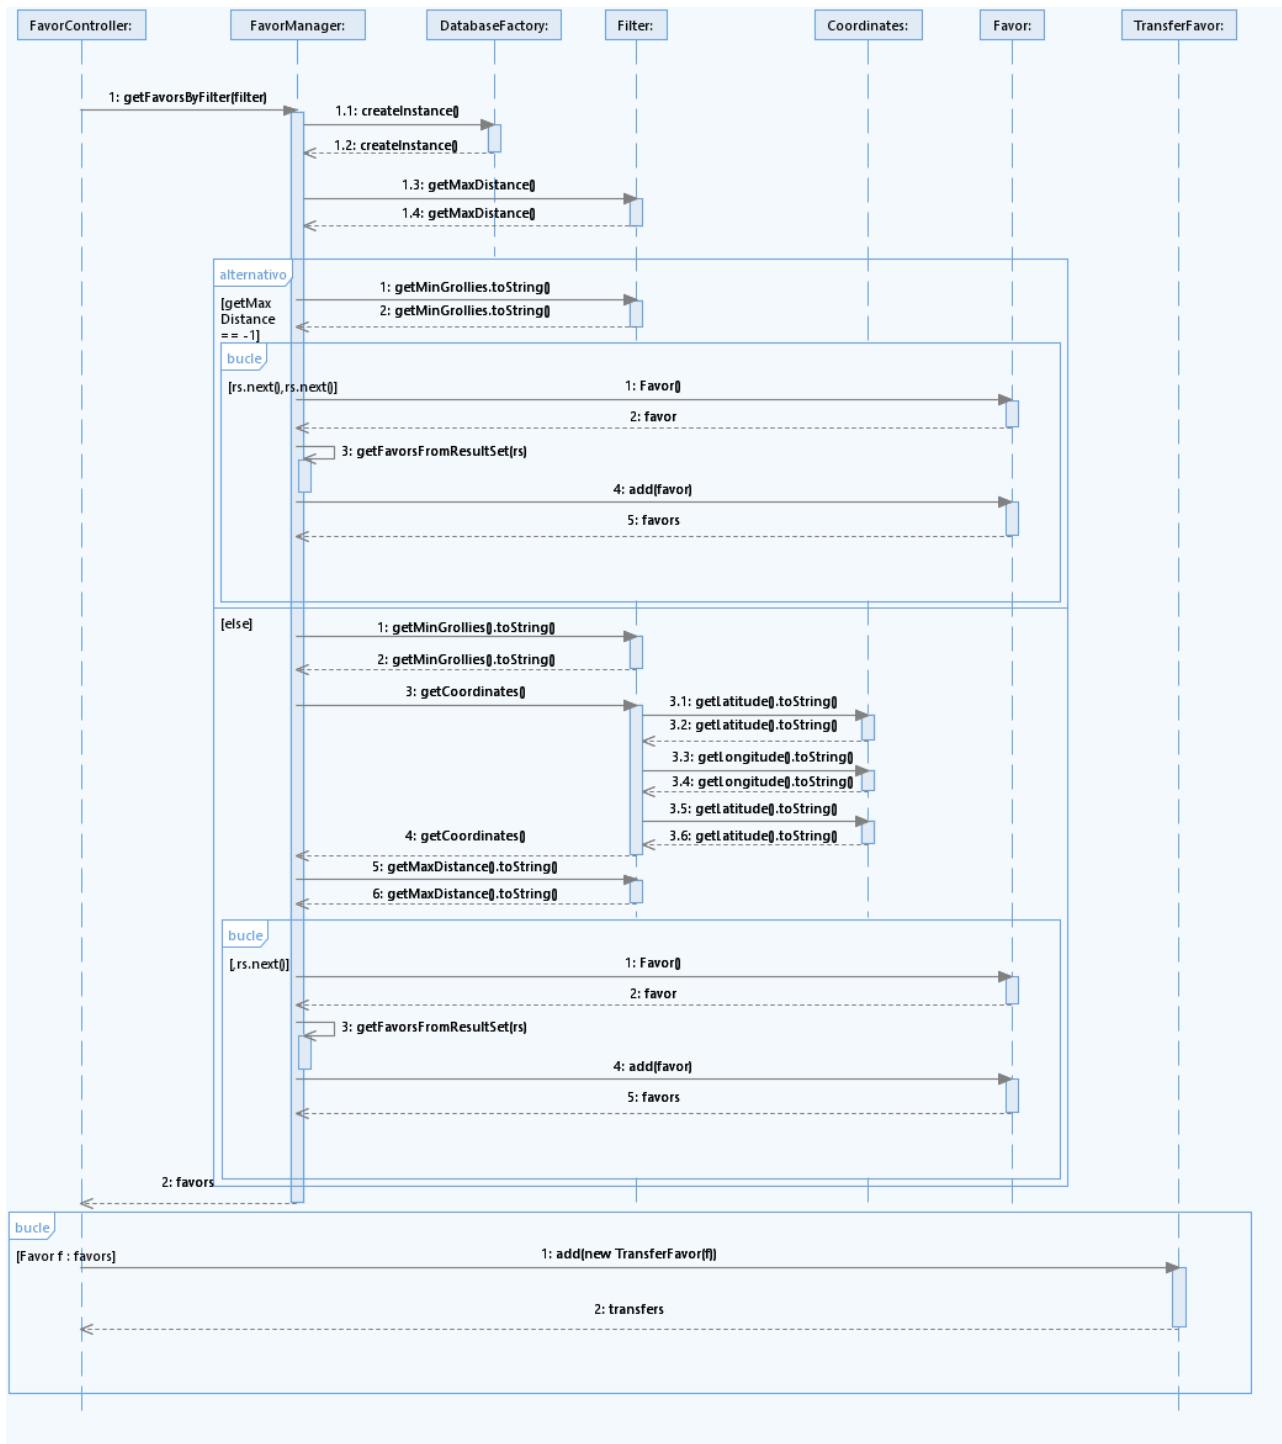 FavorController:
FavorManager:
DatabaseFactory:
Filter:
Coordinates:
Favor:
TransferFavor:
1: getFavorsByFilter(filter)
1.1: createInstance()
1.2: createInstance()
1.3: getMaxDistance()
1.4: getMaxDistance()
alternativo
[getMax
Distance
== -1]
1: getMinGrollies.toString()
2: getMinGrollies.toString()
bucle
[rs.next(),rs.next()]
1: Favor()
2: favor
3: getFavorsFromResultSet(rs)
4: add(favor)
5: favors
[else]
1: getMinGrollies().toString()
2: getMinGrollies().toString()
3: getCoordinates()
3.1: getLatitude().toString()
3.2: getLatitude().toString()
3.3: getLongitude().toString()
3.4: getLongitude().toString()
3.5: getLatitude().toString()
3.6: getLatitude().toString()
4: getCoordinates()
5: getMaxDistance().toString()
6: getMaxDistance().toString()
bucle
[,rs.next()]
1: Favor()
2: favor
3: getFavorsFromResultSet(rs)
4: add(favor)
5: favors
2: favors
bucle
[Favor f : favors]
1: add(new TransferFavor(f))
2: transfers